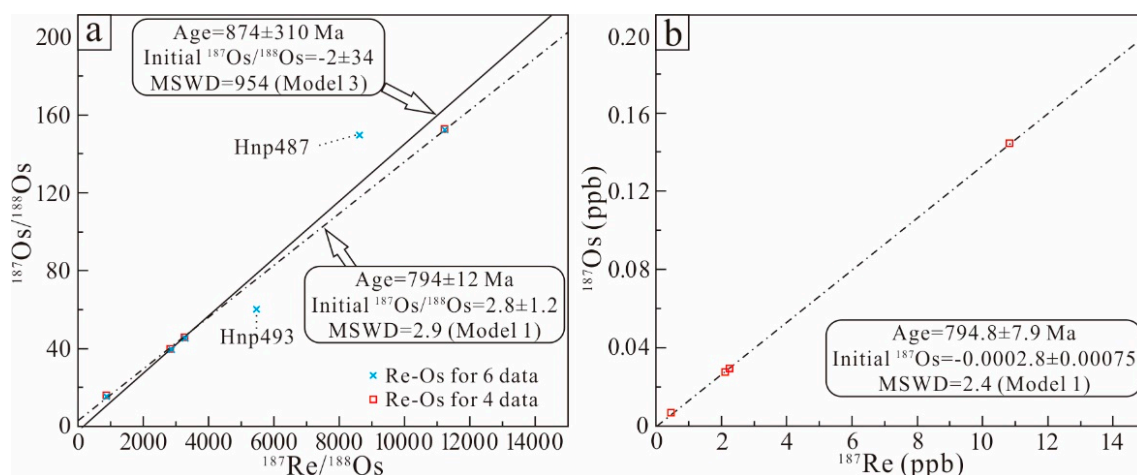 a
200
160
120
80
40
0
¹⁸⁷Os/¹⁸⁸Os
Age=874±310 Ma
Initial ¹⁸⁷Os/¹⁸⁸Os=-2±34
MSWD=954 (Model 3)
Hnp487
Hnp493
Age=794±12 Ma
Initial ¹⁸⁷Os/¹⁸⁸Os=2.8±1.2
MSWD=2.9 (Model 1)
Re-Os for 6 data
Re-Os for 4 data
0 2000 4000 6000 8000 10000 12000 14000
¹⁸⁷Re/¹⁸⁸Os
b
0.20
0.16
0.12
0.08
0.04
0
¹⁸⁷Os (ppb)
Age=794.8±7.9 Ma
Initial ¹⁸⁷Os=-0.0002.8±0.00075
MSWD=2.4 (Model 1)
0 2 4 6 8 10 12 14
¹⁸⁷Re (ppb)